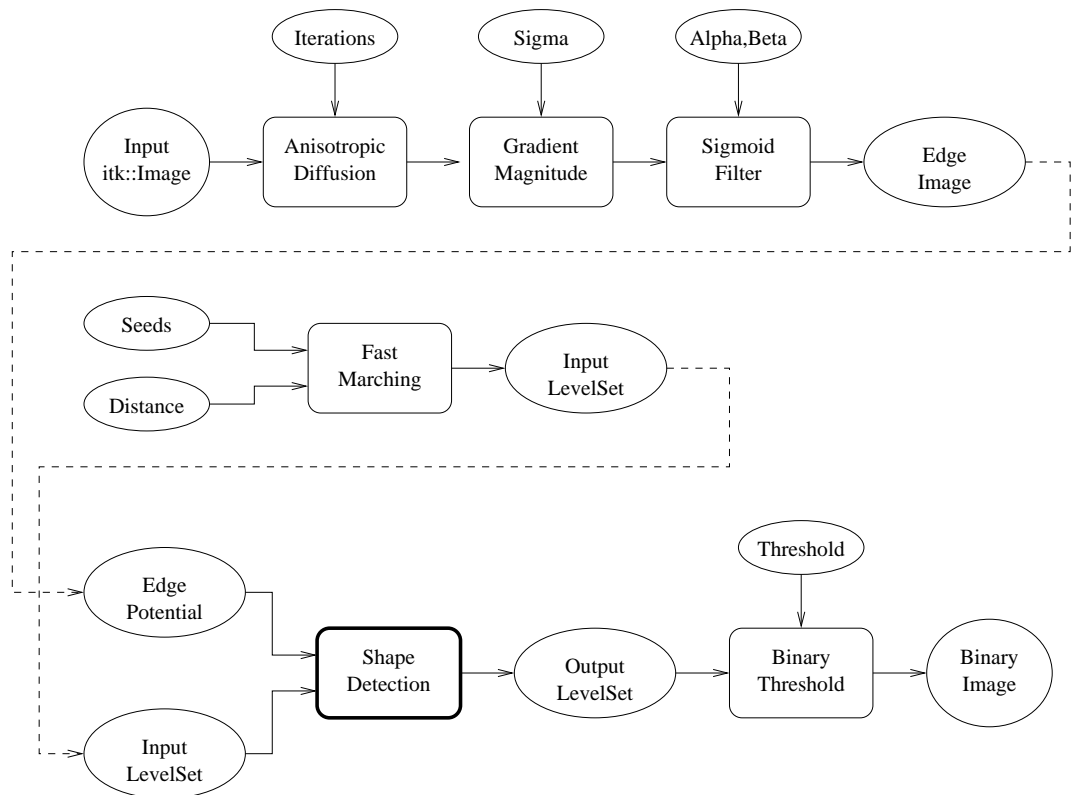 Iterations
Sigma
Alpha,Beta
Input
itk::Image
Anisotropic
Diffusion
Gradient
Magnitude
Sigmoid
Filter
Edge
Image
Seeds
Distance
Fast
Marching
Input
LevelSet
Threshold
Edge
Potential
Shape
Detection
Output
LevelSet
Binary
Threshold
Binary
Image
Input
LevelSet